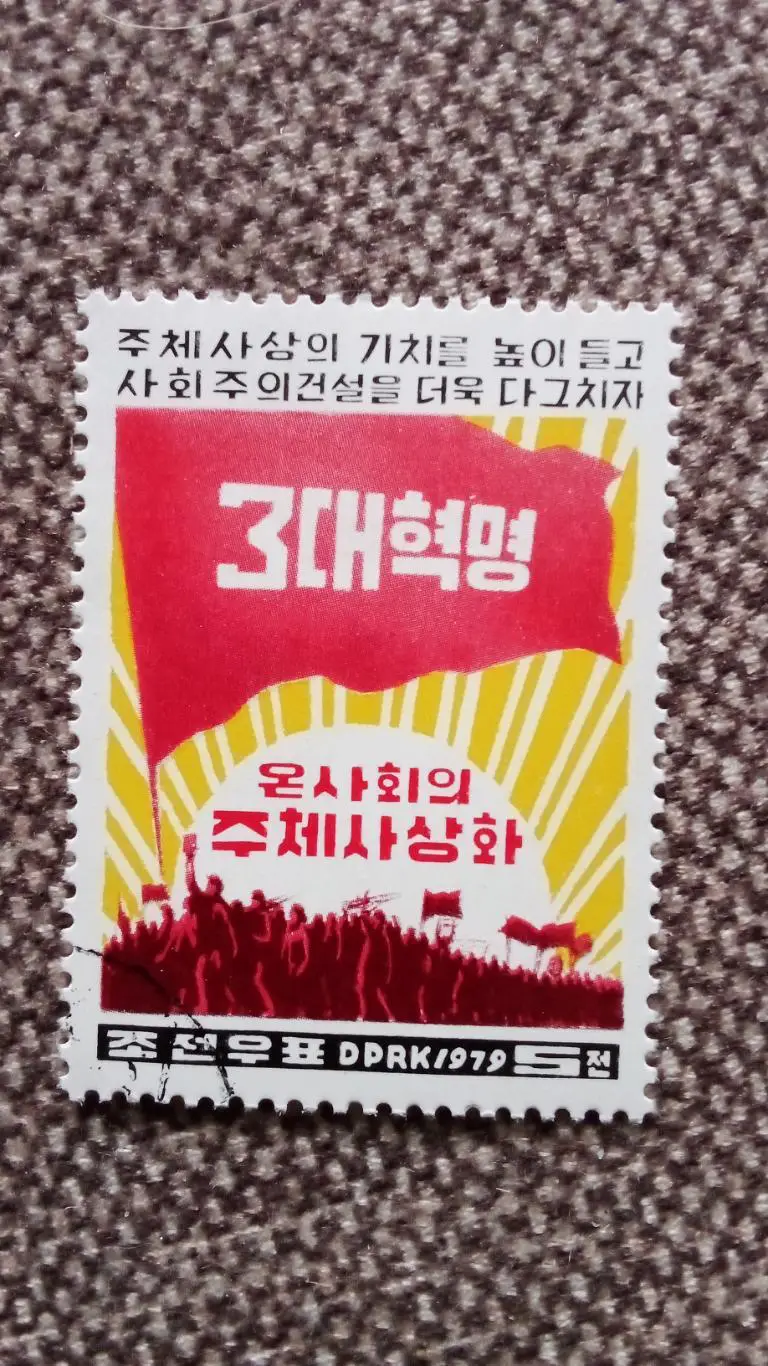 주체사상의 기치를 높이 들고
사회주의건설을 더욱 다그치자
3대혁명
온사회의
주체사상화
조선우표 DPRK1979 5전